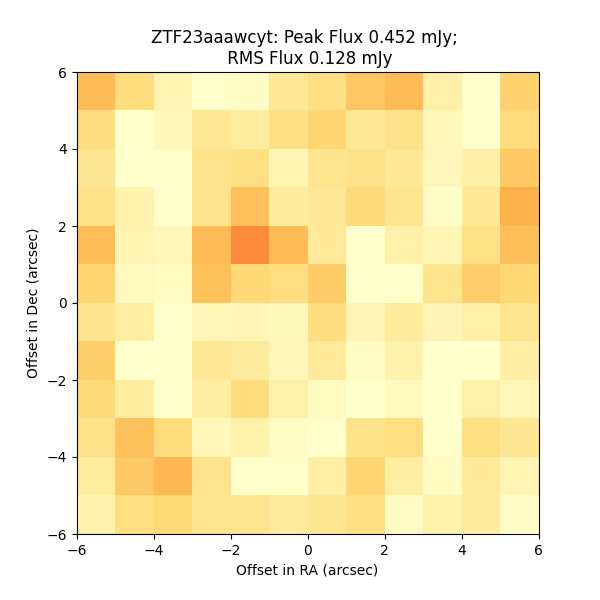 ZTF23aaawcyt: Peak Flux 0.452 mJy;
RMS Flux 0.128 mJy
6
4
2
0
−2
−4
−6
Offset in Dec (arcsec)
−6 −4 −2 0 2 4 6
Offset in RA (arcsec)